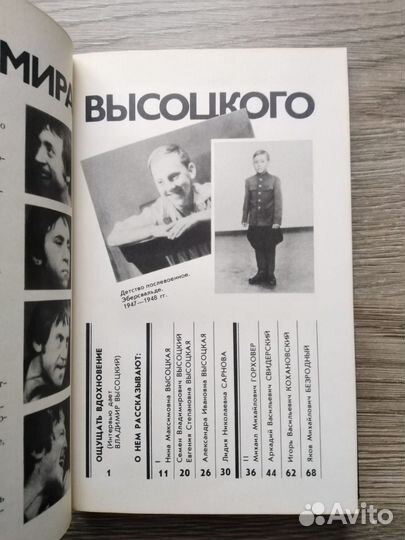 МИРА ВЫСОЦКОГО
Детство послевоенное.
Эберсвальде.
1947—1948 гг.
ОЩУЩАТЬ ВДОХНОВЕНИЕ
(Интервью дает
ВЛАДИМИР ВЫСОЦКИЙ)
1
О НЕМ РАССКАЗЫВАЮТ:
I
Нина Максимовна ВЫСОЦКАЯ
11
Семен Владимирович ВЫСОЦКИЙ
Евгения Степановна ВЫСОЦКАЯ
20
Александра Ивановна ВЫСОЦКАЯ
26
Лидия Николаевна САРНОВА
30
II
Михаил Михайлович ГОРХОВЕР
36
Аркадий Васильевич СВИДЕРСКИЙ
44
Игорь Васильевич КОХАНОВСКИЙ
62
Яков Михайлович БЕЗРОДНЫЙ
68
Avito